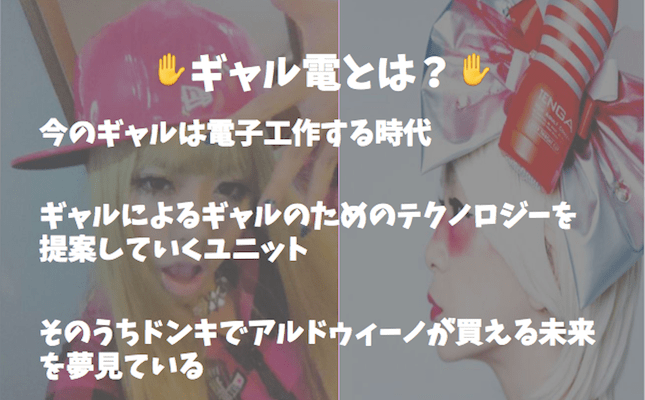 ✋ギャル電とは？✋
今のギャルは電子工作する時代
ギャルによるギャルのためのテクノロジーを
提案していくユニット
そのうちドンキでアルドゥィーノが買える未来
を夢見ている
TENGA